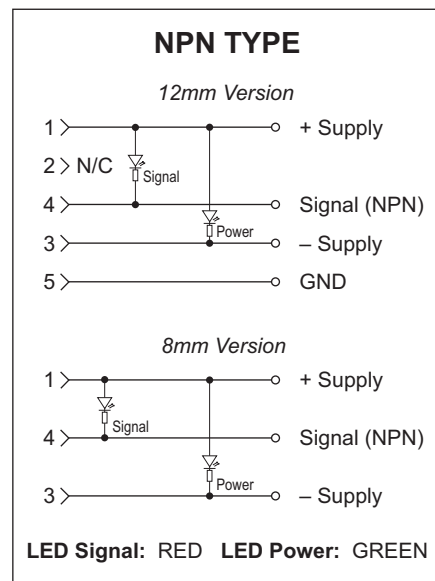 NPN TYPE
12mm Version
1 + Supply
2 N/C
Signal
4 Signal (NPN)
Power
3 – Supply
5 GND
8mm Version
1 + Supply
Signal
4 Signal (NPN)
Power
3 – Supply
LED Signal: RED LED Power: GREEN